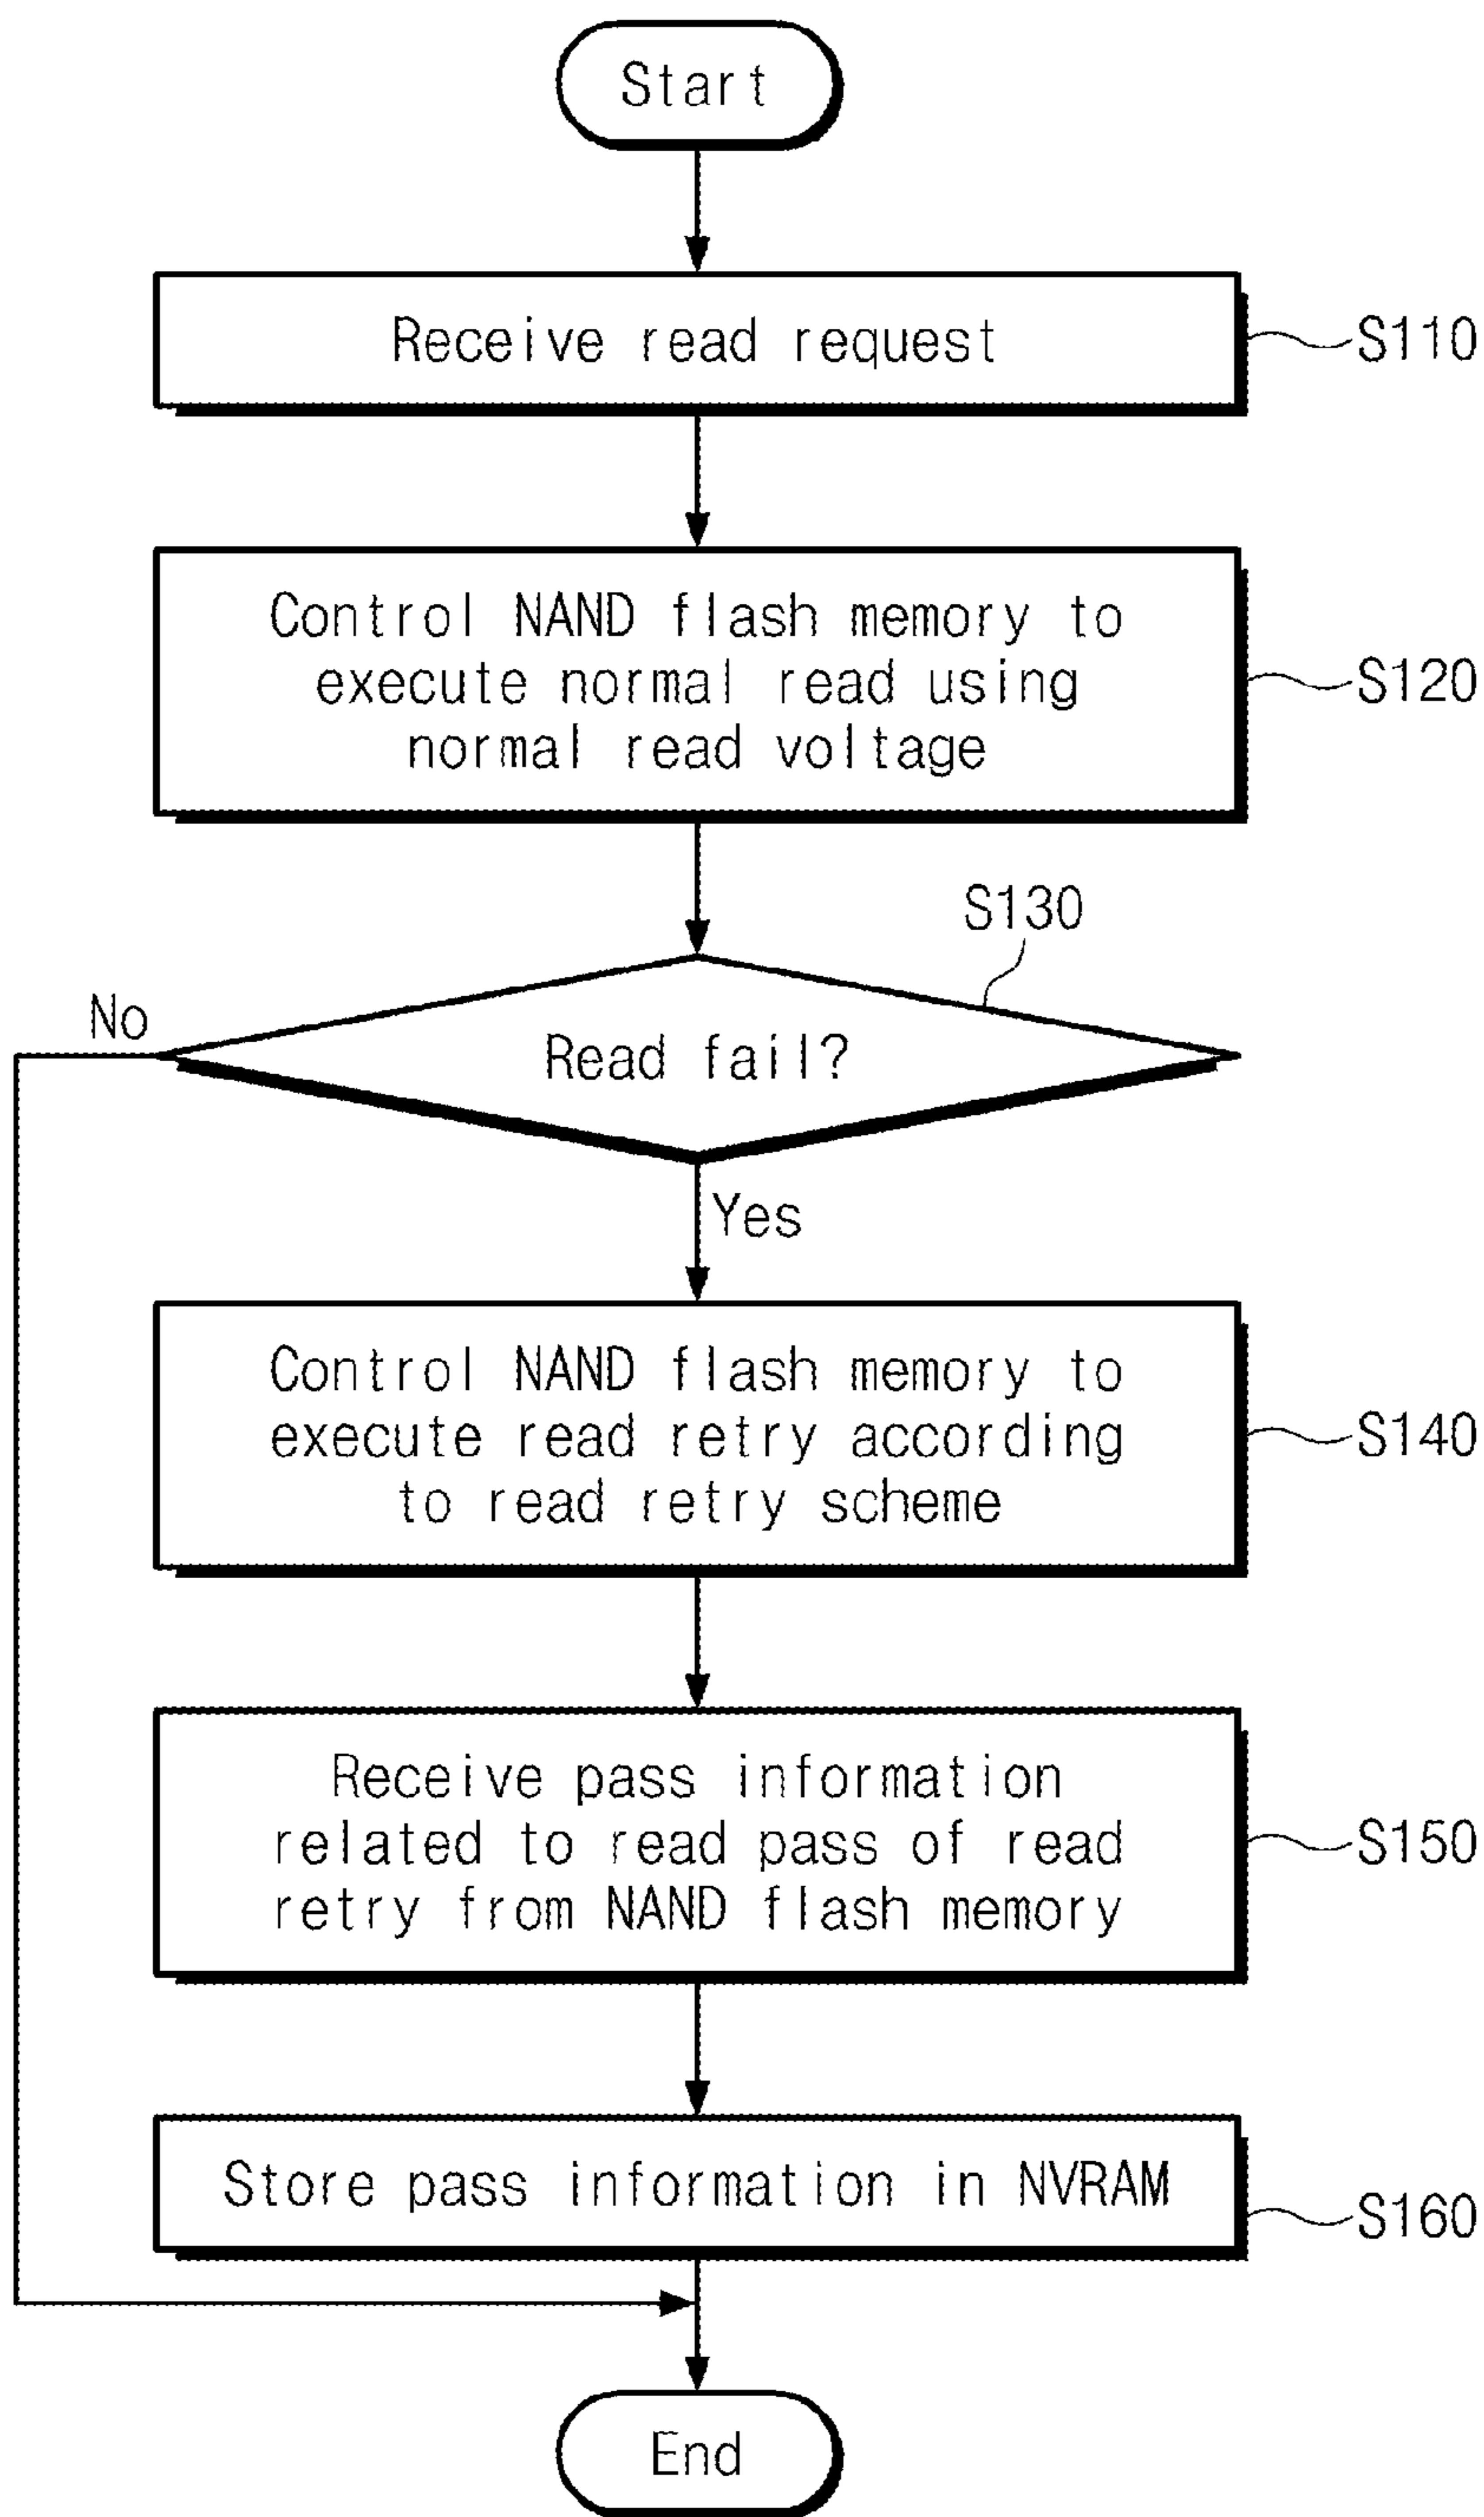 Start
Receive read request
S110
Control NAND flash memory to
execute normal read using
normal read voltage
S120
S130
No
Read fail?
Yes
Control NAND flash memory to
execute read retry according
to read retry scheme
S140
Receive pass information
related to read pass of read
retry from NAND flash memory
S150
Store pass information in NVRAM
S160
End